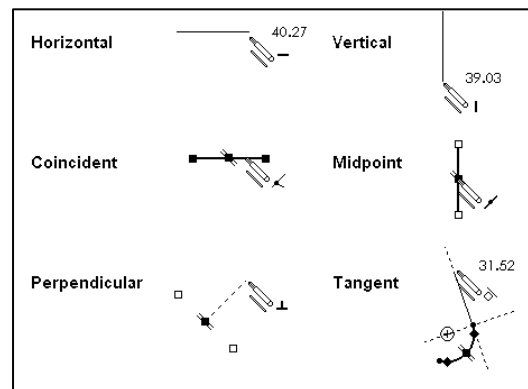 Horizontal
40.27
Vertical
39.03
Coincident
Midpoint
Perpendicular
Tangent
31.52